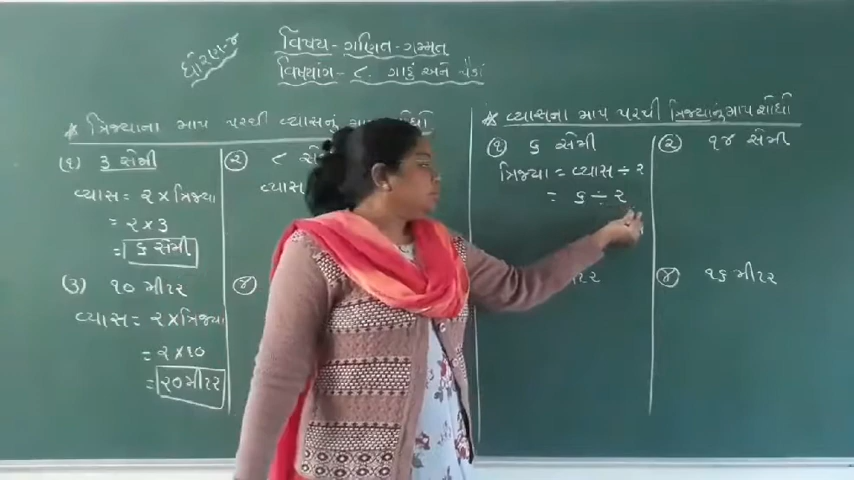 ધોરણ-૪
વિષય-ગણિત-ગમ્મત
વિષયાંગ- ૮. ગાડું અને પૈડાં
* ત્રિજ્યાના માપ પરથી વ્યાસનું માપ શોધો
(૧) ૩ સેમી
વ્યાસ = ૨ × ત્રિજ્યા
= ૨ × ૩
= ૬ સેમી
(૨) ૮ સેમી
વ્યાસ
(૩) ૧૦ મીટર
વ્યાસ = ૨ × ત્રિજ્યા
= ૨ × ૧૦
= ૨૦ મીટર
(૪)
* વ્યાસના માપ પરથી ત્રિજ્યાનું માપ શોધો
(૧) ૬ સેમી
ત્રિજ્યા = વ્યાસ ÷ ૨
= ૬ ÷ ૨
(૨) ૧૪ સેમી
(૪) ૧૬ મીટર